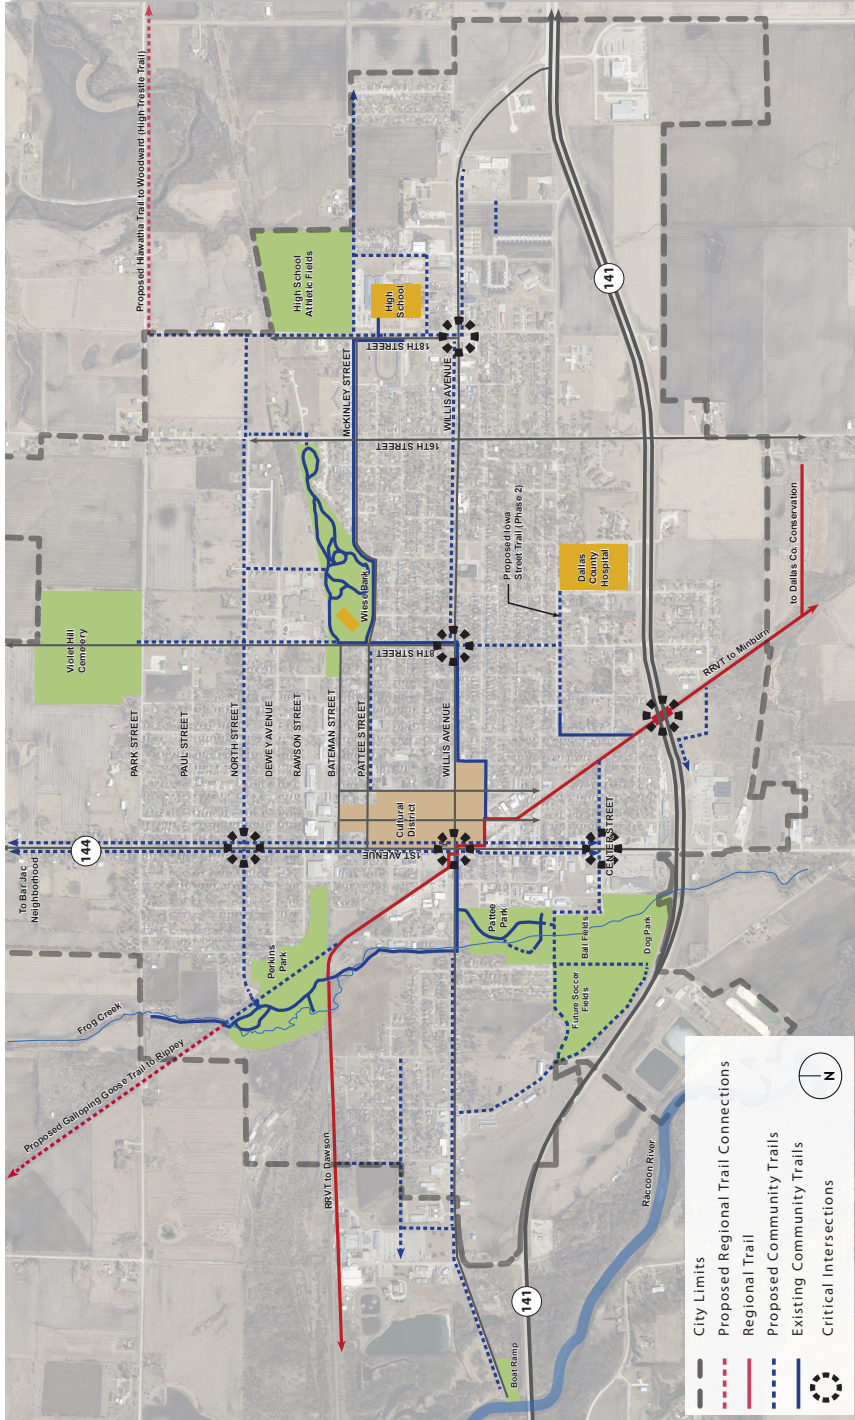 Proposed Hiawatha Trail to Woodward (High Trestle Trail)
High School
Athletic Fields
High
School
18TH STREET
McKINLEY STREET
WILLIS AVENUE
141
16TH STREET
Proposed Iowa
Street Trail (Phase 2)
Dallas
County
Hospital
Wiese Park
Violet Hill
Cemetery
8TH STREET
to Dallas Co. Conservation
RRVT to Minburn
PARK STREET
PAUL STREET
NORTH STREET
DEWEY AVENUE
RAWSON STREET
BATEMAN STREET
PATTEE STREET
WILLIS AVENUE
Cultural
District
144
1ST AVENUE
CENTER STREET
To Bar Jac
Neighborhood
Perkins
Park
Pattee
Park
Ball Fields
Dog Park
Future Soccer
Fields
Frog Creek
Proposed Galloping Goose Trail to Rippey
RRVT to Dawson
Raccoon River
141
Boat Ramp
N
City Limits
Proposed Regional Trail Connections
Regional Trail
Proposed Community Trails
Existing Community Trails
Critical Intersections